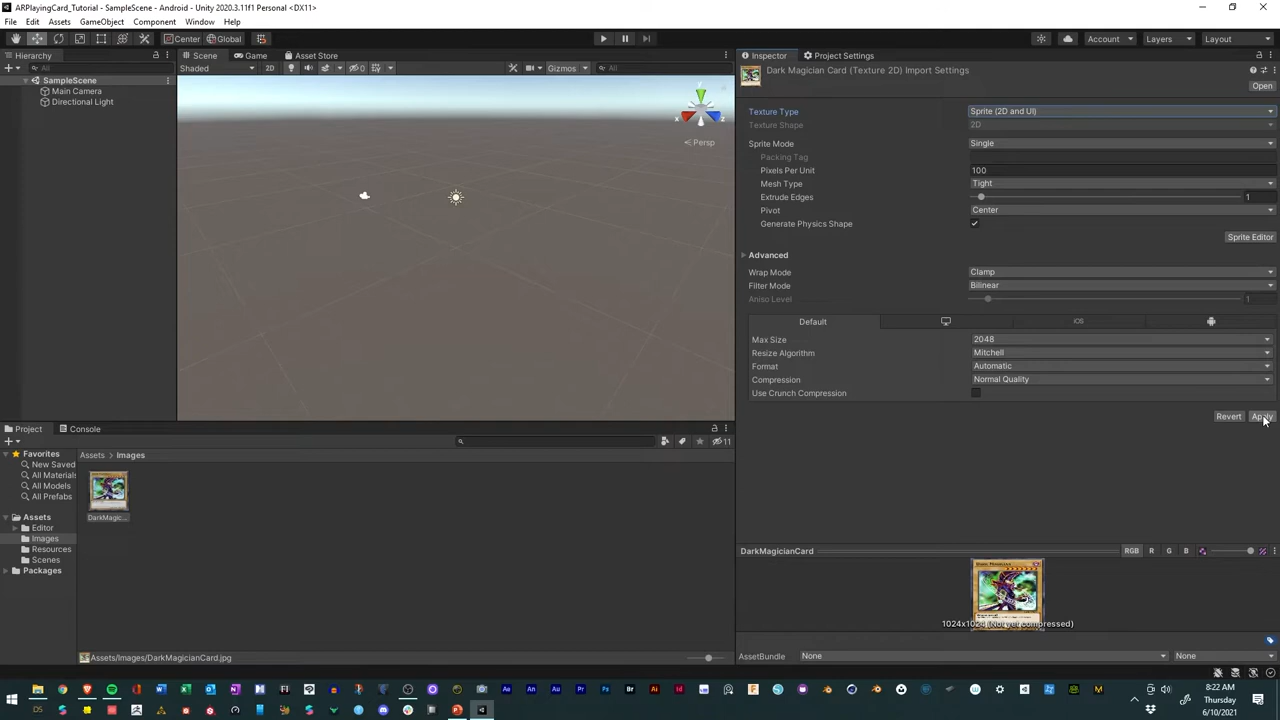 ARPlayingCard_Tutorial - SampleScene - Android - Unity 2020.3.11f1 Personal <DX11>
File Edit Assets GameObject Component Window Help
Center Global Account Layers Layout
Hierarchy Scene Game Asset Store Inspector Project Settings
All Shaded 2D 0 Gizmos All Dark Magician Card (Texture 2D) Import Settings
SampleScene Open
Main Camera
Directional Light
y x z
Persp
Texture Type Sprite (2D and UI)
Texture Shape 2D
Sprite Mode Single
Packing Tag
Pixels Per Unit 100
Mesh Type Tight
Extrude Edges 1
Pivot Center
Generate Physics Shape
Sprite Editor
Advanced
Wrap Mode Clamp
Filter Mode Bilinear
Aniso Level 1
Default iOS
Max Size 2048
Resize Algorithm Mitchell
Format Automatic
Compression Normal Quality
Use Crunch Compression
Revert Apply
Project Console
11
Favorites Assets Images
New Saved
All Materials
All Models
All Prefabs
DarkMagic...
Assets
Editor
Images
Resources
Scenes
Packages
DarkMagicianCard RGB R G B
Assets/Images/DarkMagicianCard.jpg
AssetBundle None None
8:22 AM
Thursday
6/10/2021